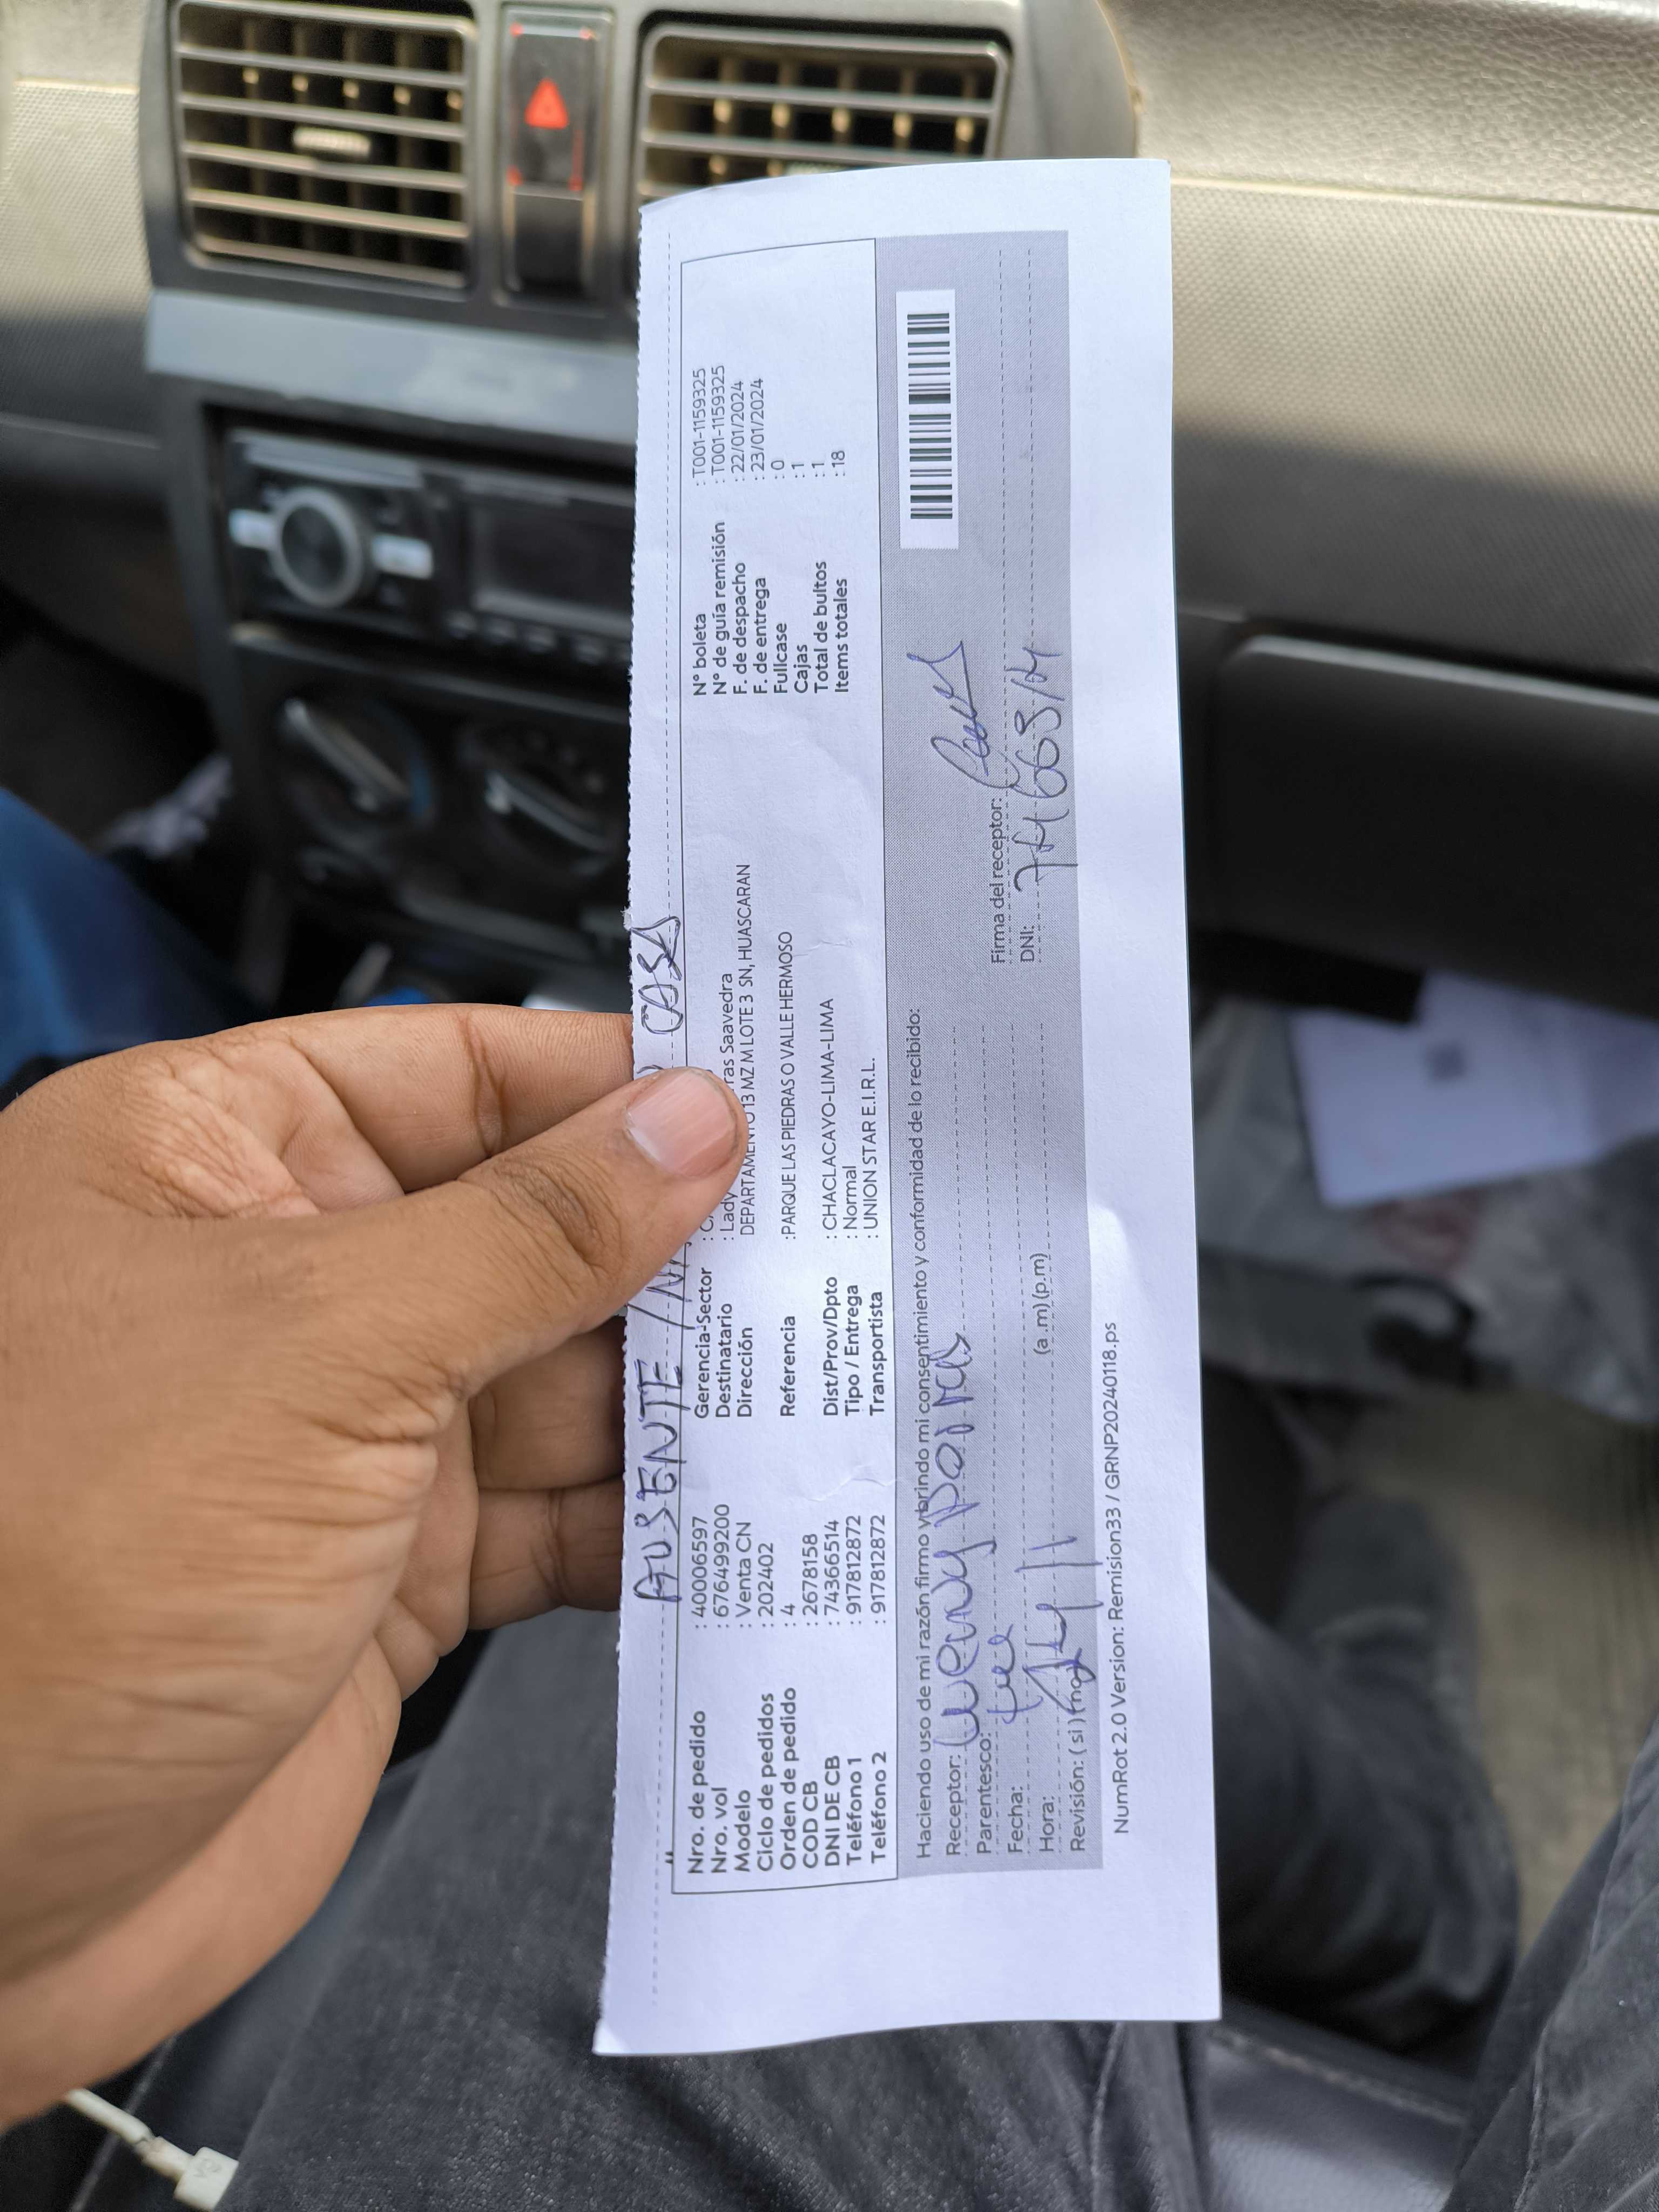 AUSENTE / CASA
Nro. de pedido : 40006597
Nro. vol : 676499200
Modelo : Venta CN
Ciclo de pedidos : 202402
Orden de pedido : 4
COD CB : 2678158
DNI DE CB : 74366514
Teléfono 1 : 917812872
Teléfono 2 : 917812872
Gerencia-Sector :
Destinatario : Lady Saavedra
Dirección DEPARTAMENTO 13 MZ M LOTE 3 SN, HUASCARAN
Referencia : PARQUE LAS PIEDRAS O VALLE HERMOSO
Dist/Prov/Dpto : CHACLACAYO-LIMA-LIMA
Tipo / Entrega : Normal
Transportista : UNION STAR E.I.R.L.
N° boleta : T001-1159325
N° de guía remisión : T001-1159325
F. de despacho : 22/01/2024
F. de entrega : 23/01/2024
Fullcase : 0
Cajas : 1
Total de bultos : 1
Items totales : 18
Haciendo uso de mi razón firmo y brindo mi consentimiento y conformidad de lo recibido:
Receptor: Wendy porras
Parentesco:
Fecha:
Hora: (a.m) (p.m)
Revisión: ( si ) ( no )
Firma del receptor:
DNI:
NumRot 2.0 Version: Remision33 / GRNP20240118.ps